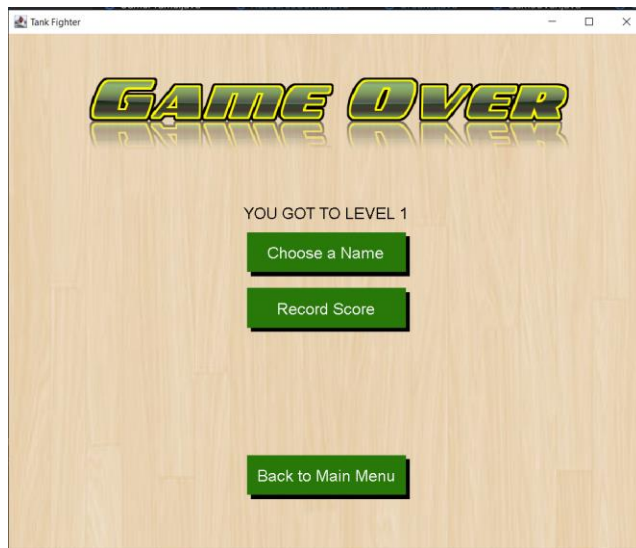 Tank Fighter
GAME OVER
YOU GOT TO LEVEL 1
Choose a Name
Record Score
Back to Main Menu